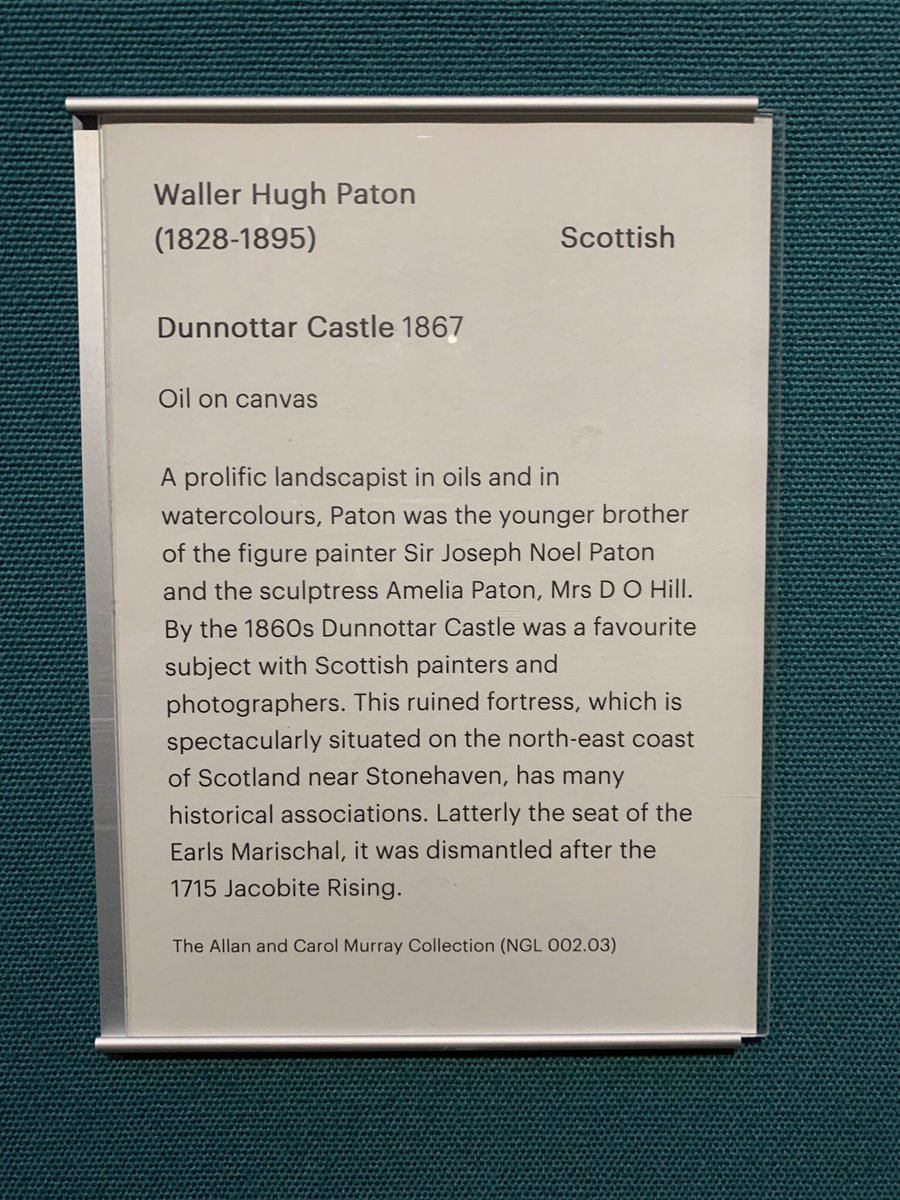 Waller Hugh Paton
(1828-1895) Scottish
Dunnottar Castle 1867
Oil on canvas
A prolific landscapist in oils and in
watercolours, Paton was the younger brother
of the figure painter Sir Joseph Noel Paton
and the sculptress Amelia Paton, Mrs D O Hill.
By the 1860s Dunnottar Castle was a favourite
subject with Scottish painters and
photographers. This ruined fortress, which is
spectacularly situated on the north-east coast
of Scotland near Stonehaven, has many
historical associations. Latterly the seat of the
Earls Marischal, it was dismantled after the
1715 Jacobite Rising.
The Allan and Carol Murray Collection (NGL 002.03)